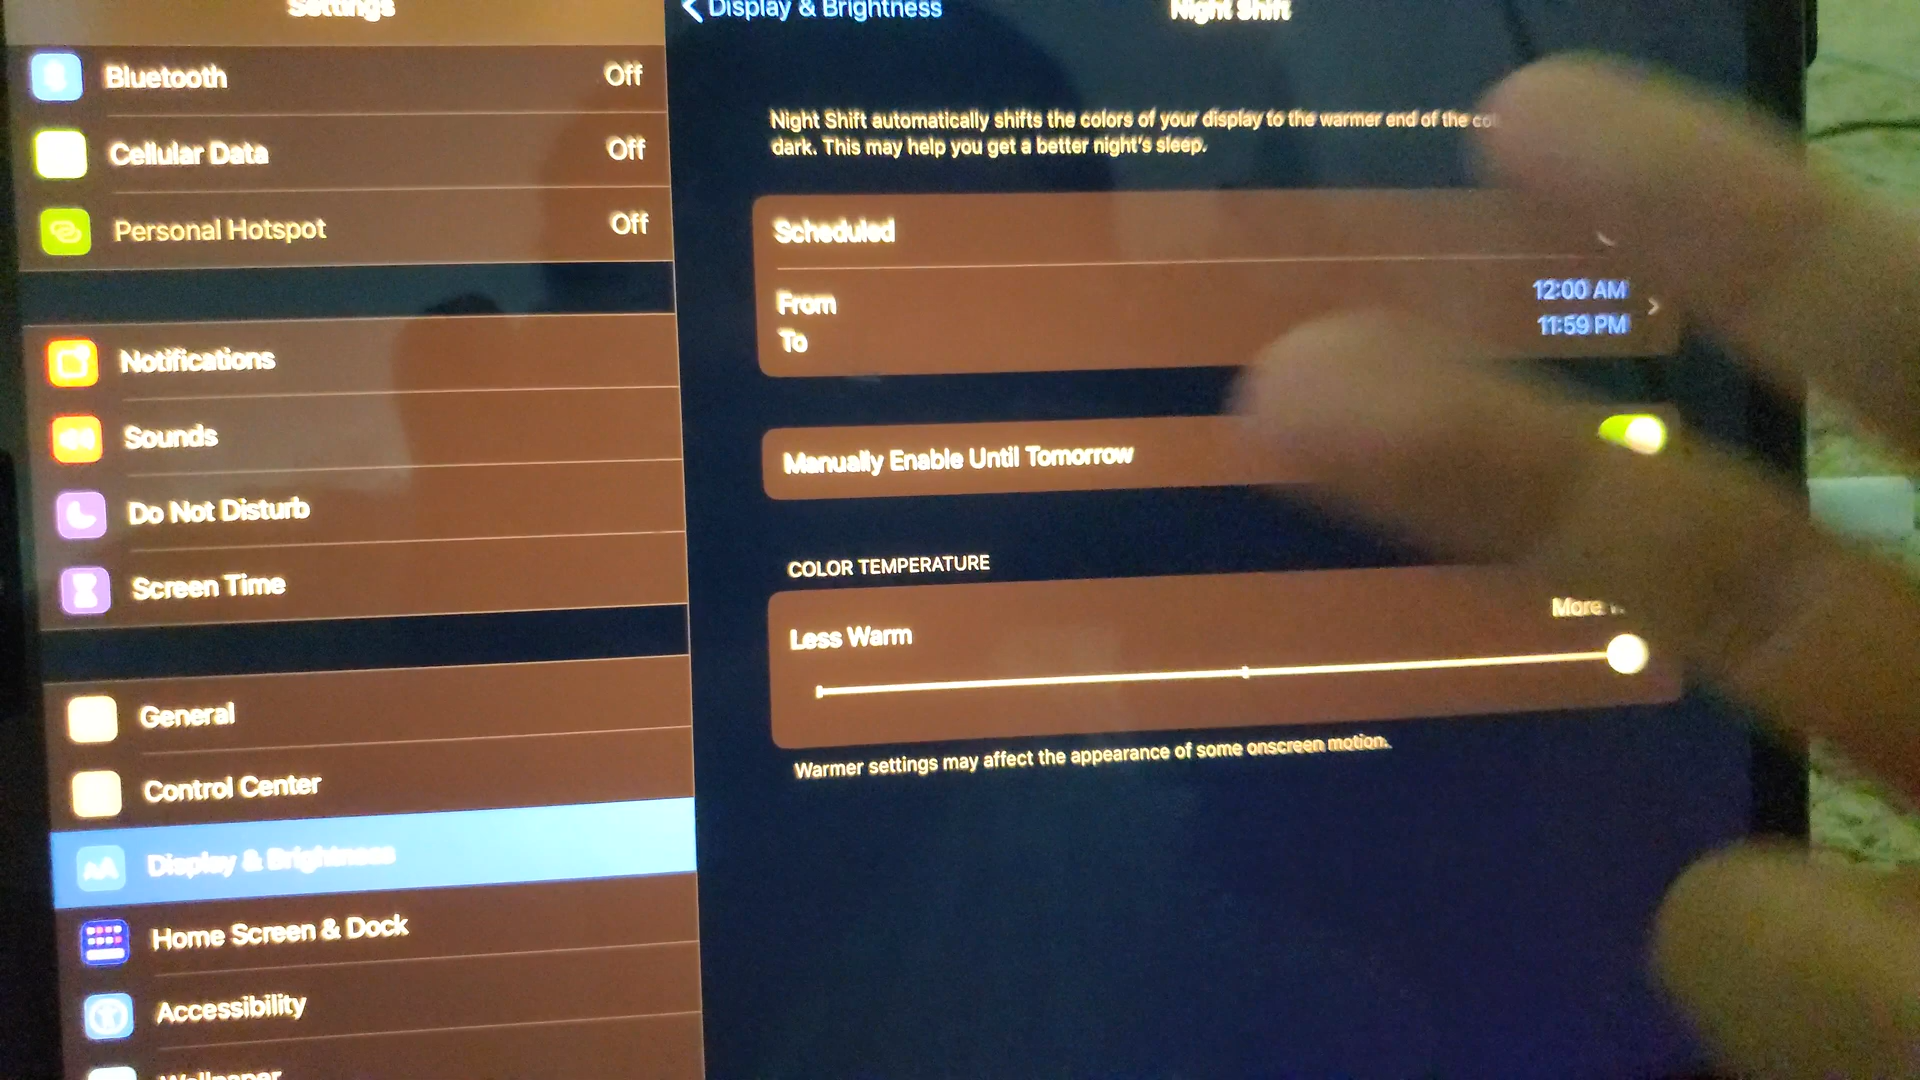 Settings
Bluetooth Off
Cellular Data Off
Personal Hotspot Off
Notifications
Sounds
Do Not Disturb
Screen Time
General
Control Center
AA Display & Brightness
Home Screen & Dock
Accessibility
Wallpaper
Display & Brightness
Night Shift
Night Shift automatically shifts the colors of your display to the warmer end of the
dark. This may help you get a better night's sleep.
Scheduled
From 12:00 AM
To 11:59 PM
Manually Enable Until Tomorrow
COLOR TEMPERATURE
Less Warm More
Warmer settings may affect the appearance of some onscreen motion.